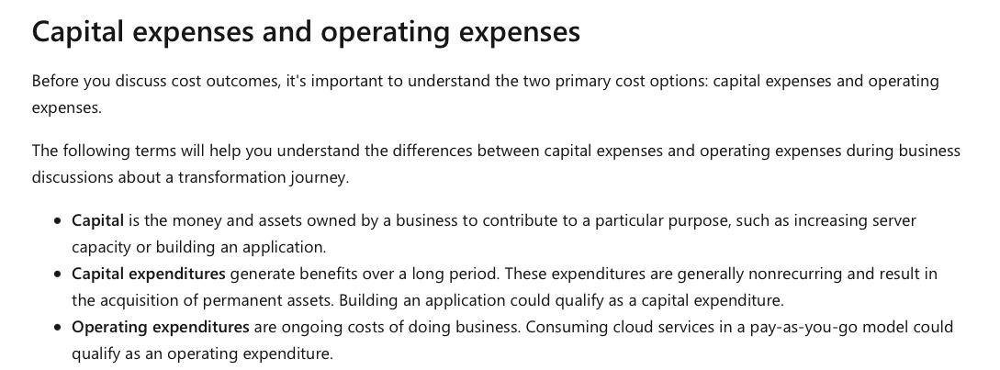 Capital expenses and operating expenses
Before you discuss cost outcomes, it's important to understand the two primary cost options: capital expenses and operating
expenses.
The following terms will help you understand the differences between capital expenses and operating expenses during business
discussions about a transformation journey.
• Capital is the money and assets owned by a business to contribute to a particular purpose, such as increasing server
capacity or building an application.
• Capital expenditures generate benefits over a long period. These expenditures are generally nonrecurring and result in
the acquisition of permanent assets. Building an application could qualify as a capital expenditure.
• Operating expenditures are ongoing costs of doing business. Consuming cloud services in a pay-as-you-go model could
qualify as an operating expenditure.